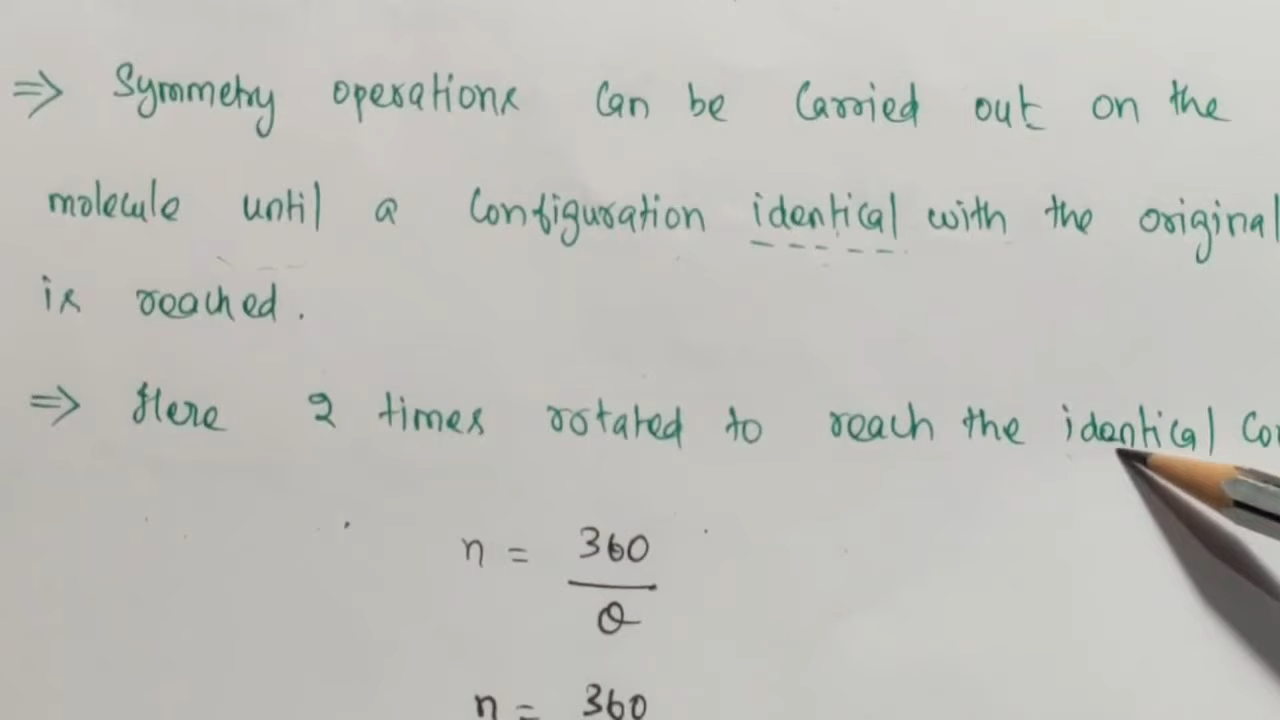 ⇒ Symmetry operations can be carried out on the
molecule until a configuration identical with the original
is reached.
⇒ Here 2 times rotated to reach the identical
n = 360
θ
n = 360